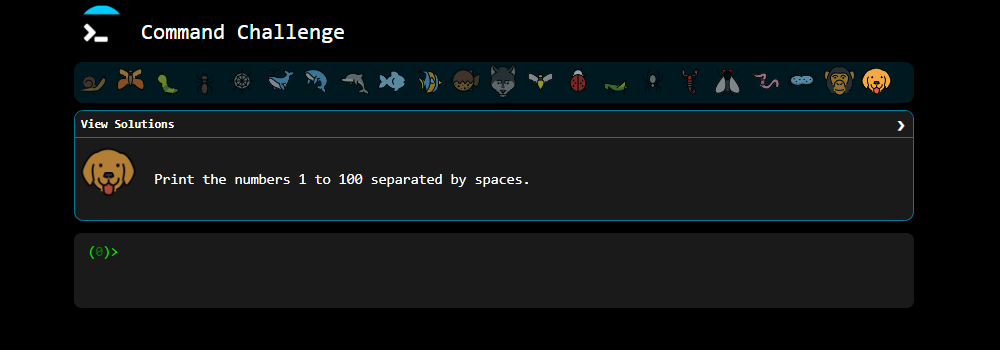 Command Challenge
View Solutions
Print the numbers 1 to 100 separated by spaces.
(0)>